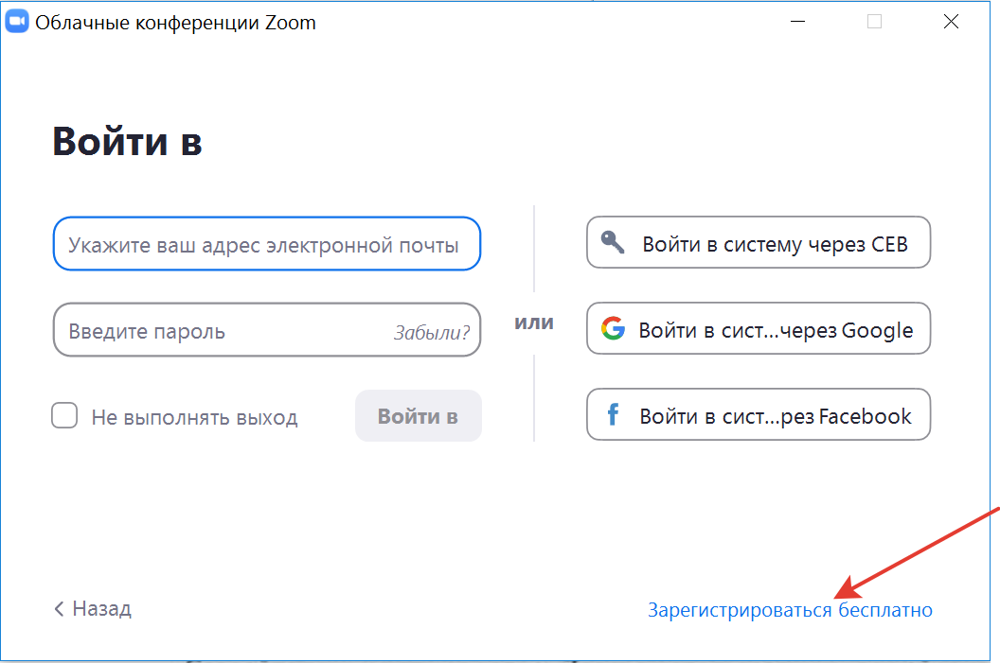 Облачные конференции Zoom
Войти в
Укажите ваш адрес электронной почты
Введите пароль
Забыли?
Не выполнять выход
Войти в
или
Войти в систему через СЕВ
Войти в сист...через Google
Войти в сист...рез Facebook
Назад
Зарегистрироваться бесплатно